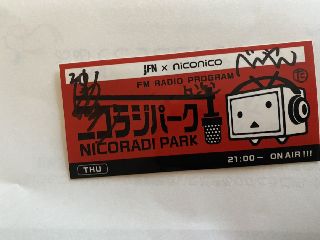 JFN × niconico
FM RADIO PROGRAM
ニコラジパーク
NICORADI PARK
THU
21:00~ ON AIR!!!